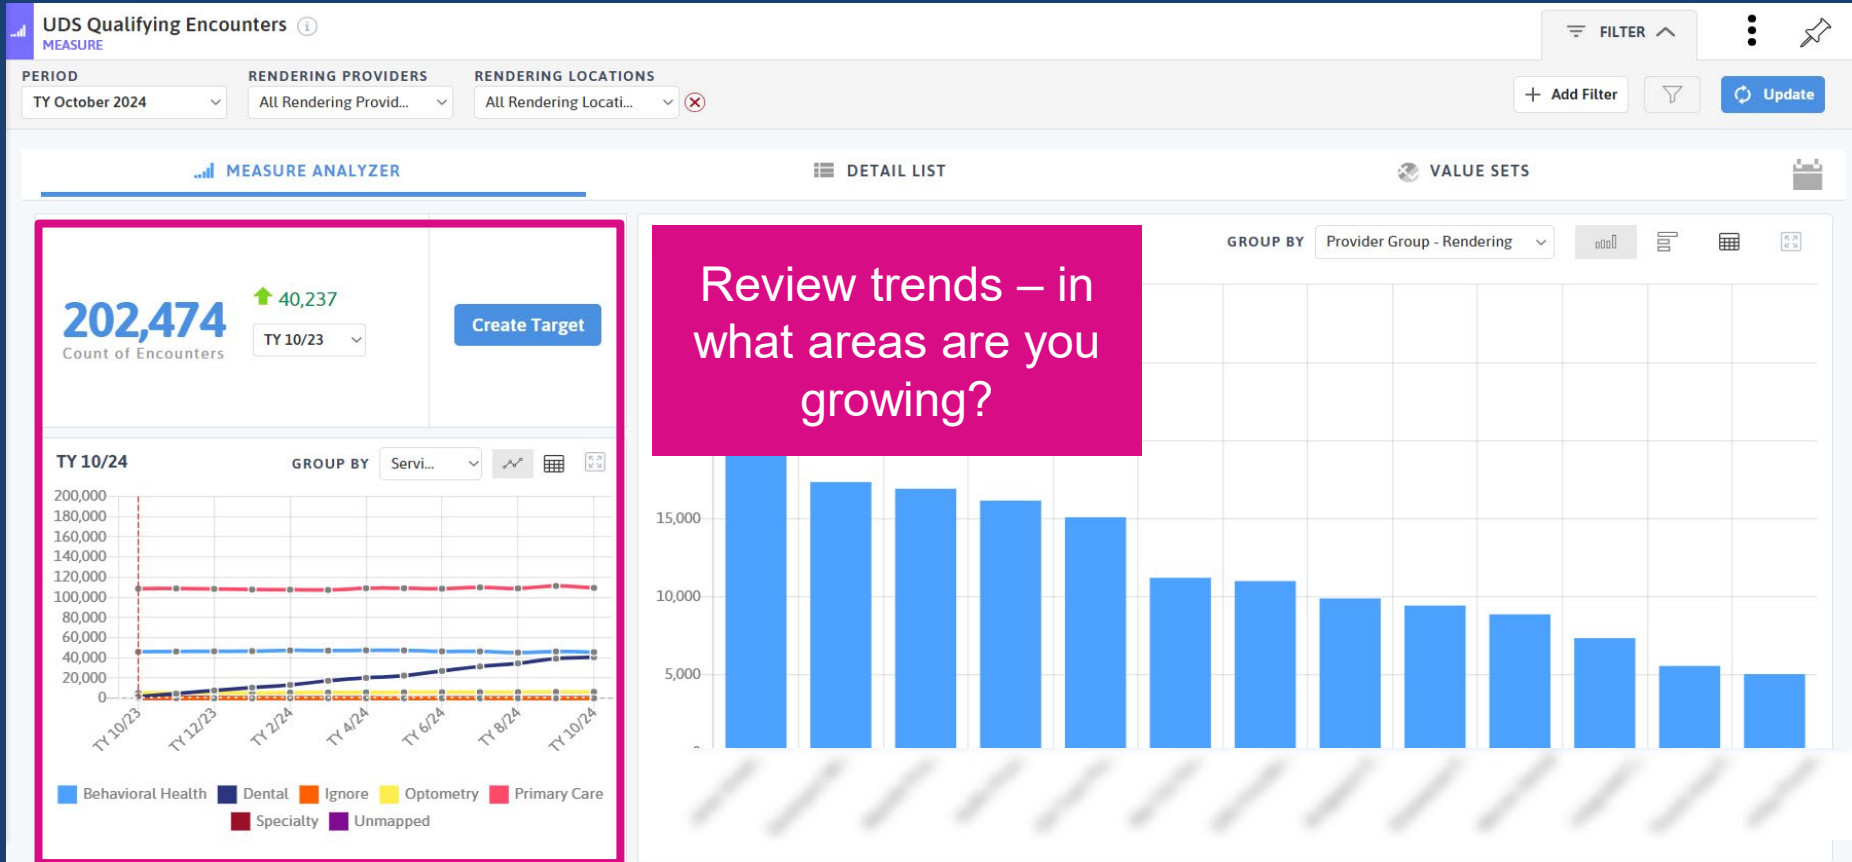 UDS Qualifying Encounters
MEASURE
FILTER
PERIOD
RENDERING PROVIDERS
RENDERING LOCATIONS
TY October 2024
All Rendering Provid...
All Rendering Locati...
+ Add Filter
Update
MEASURE ANALYZER
DETAIL LIST
VALUE SETS
202,474
Count of Encounters
40,237
TY 10/23
Create Target
TY 10/24
GROUP BY
Servi...
200,000
180,000
160,000
140,000
120,000
100,000
80,000
60,000
40,000
20,000
0
TY 10/23
TY 12/23
TY 2/24
TY 4/24
TY 6/24
TY 8/24
TY 10/24
Behavioral Health
Dental
Ignore
Optometry
Primary Care
Specialty
Unmapped
Review trends – in
what areas are you
growing?
GROUP BY
Provider Group - Rendering
15,000
10,000
5,000